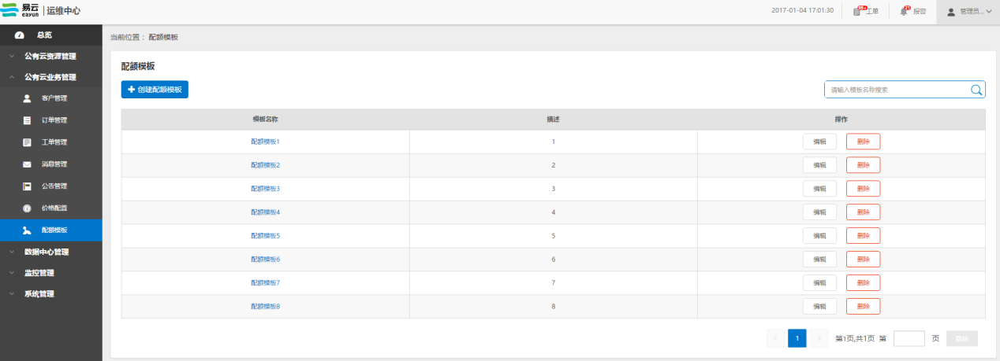 易云 eayun 运维中心 2017-01-04 17:01:30 99+ 工单 21 报警 管理员...
总览
当前位置： 配额模板
公有云资源管理
公有云业务管理
客户管理
订单管理
工单管理
消息管理
公告管理
价格配置
配额模板
数据中心管理
监控管理
系统管理
配额模板
创建配额模板 请输入模板名称搜索
模板名称 描述 操作
配额模板1 1 编辑 删除
配额模板2 2 编辑 删除
配额模板3 3 编辑 删除
配额模板4 4 编辑 删除
配额模板5 5 编辑 删除
配额模板6 6 编辑 删除
配额模板7 7 编辑 删除
配额模板8 8 编辑 删除
1 第1页,共1页 第 页